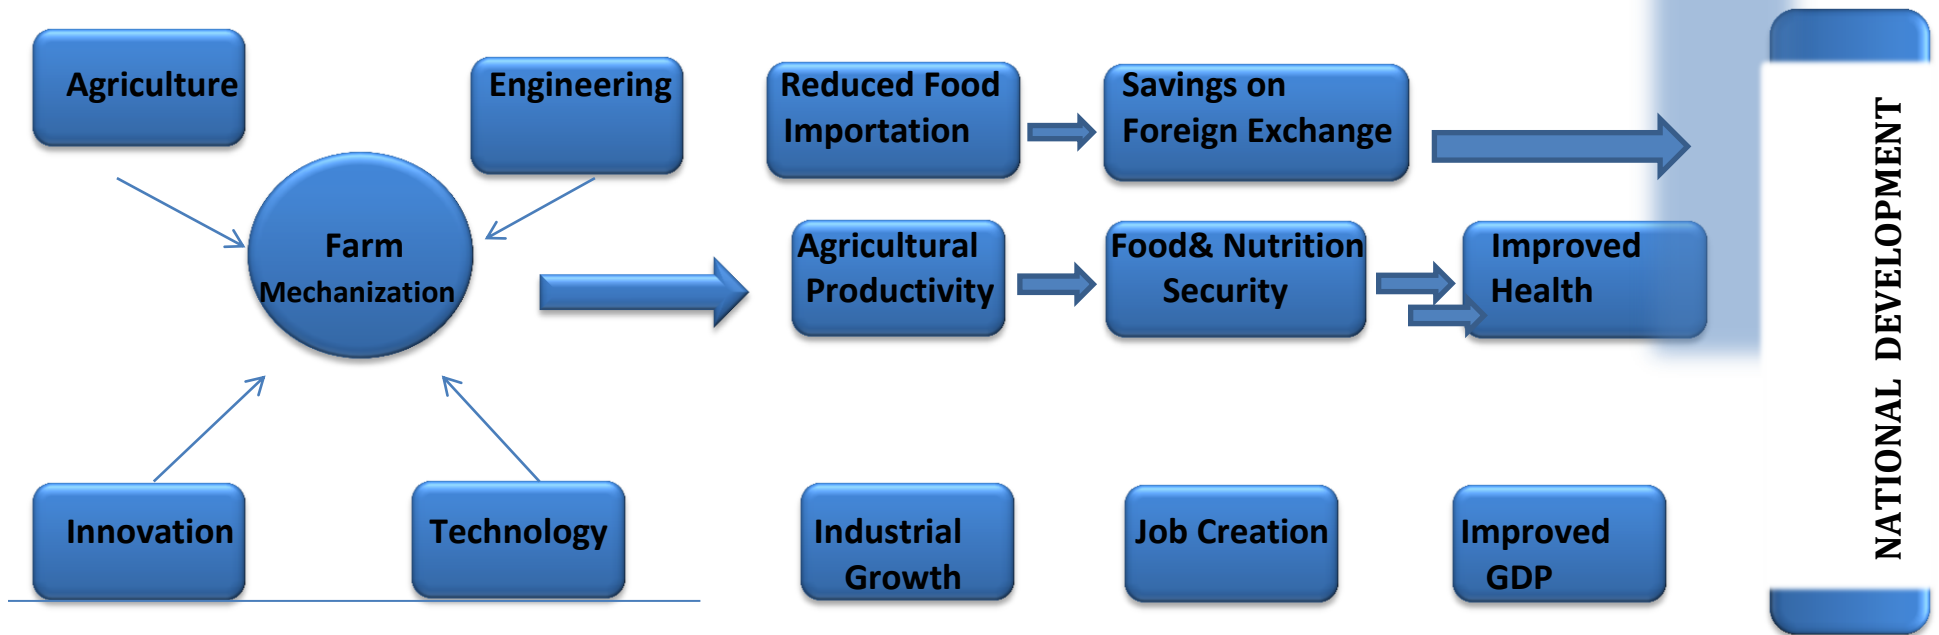 Agriculture
Engineering
Farm
Mechanization
Innovation
Technology
Reduced Food
Importation
Savings on
Foreign Exchange
Agricultural
Productivity
Food& Nutrition
Security
Improved
Health
Industrial
Growth
Job Creation
Improved
GDP
NATIONAL DEVELOPMENT